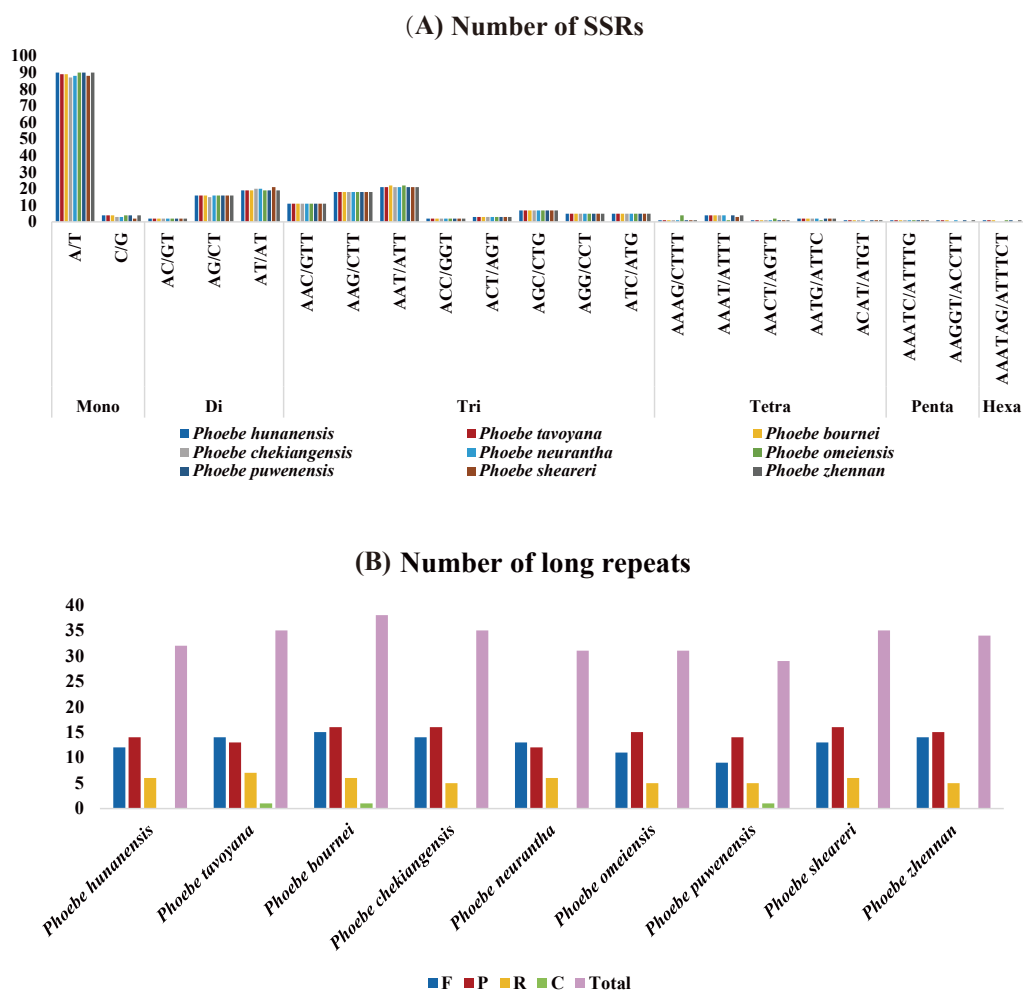 (A) Number of SSRs
100
90
80
70
60
50
40
30
20
10
0
A/T
C/G
AC/GT
AG/CT
AT/AT
AAC/GTT
AAG/CTT
AAT/ATT
ACC/GGT
ACT/AGT
AGC/CTG
AGG/CCT
ATC/ATG
AAAG/CTTT
AAAT/ATTT
AACT/AGTT
AATG/ATTC
ACAT/ATGT
AAATC/ATTTG
AAGGT/ACCTT
AAATAG/ATTTCT
Mono Di Tri Tetra Penta Hexa
Phoebe hunanensis Phoebe tavoyana Phoebe bournei
Phoebe chekiangensis Phoebe neurantha Phoebe omeiensis
Phoebe puwenensis Phoebe sheareri Phoebe zhennan
(B) Number of long repeats
40
35
30
25
20
15
10
5
0
Phoebe hunanensis
Phoebe tavoyana
Phoebe bournei
Phoebe chekiangensis
Phoebe neurantha
Phoebe omeiensis
Phoebe puwenensis
Phoebe sheareri
Phoebe zhennan
F P R C Total